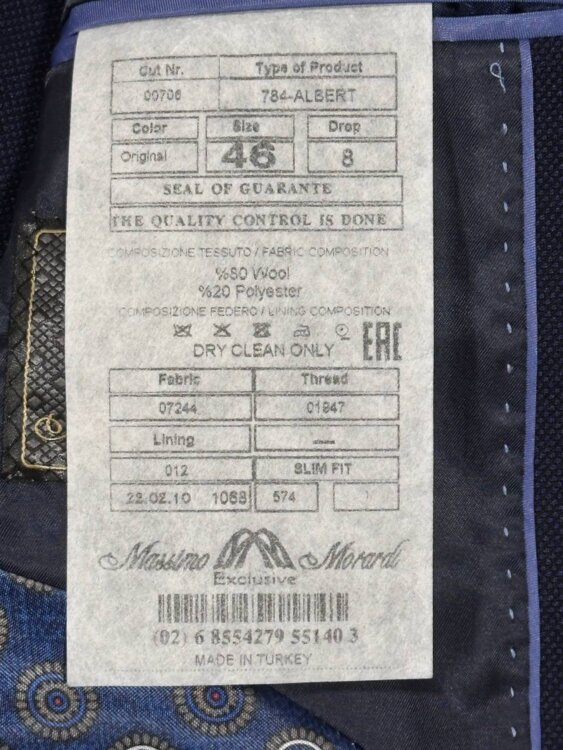 Cut Nr. Type of Product
00706 784-ALBERT
Color Size Drop
Original 46 8
SEAL OF GUARANTE
THE QUALITY CONTROL IS DONE
COMPOSIZIONE TESSUTO / FABRIC COMPOSITION
%80 Wool
%20 Polyester
COMPOSIZIONE FEDERO / LINING COMPOSITION
DRY CLEAN ONLY EAC
Fabric Thread
07244 01947
Lining ----
012 SLIM FIT
22.02.10 1068 574
Massimo Morardi
Exclusive
(02) 6 8554279 55140 3
MADE IN TURKEY